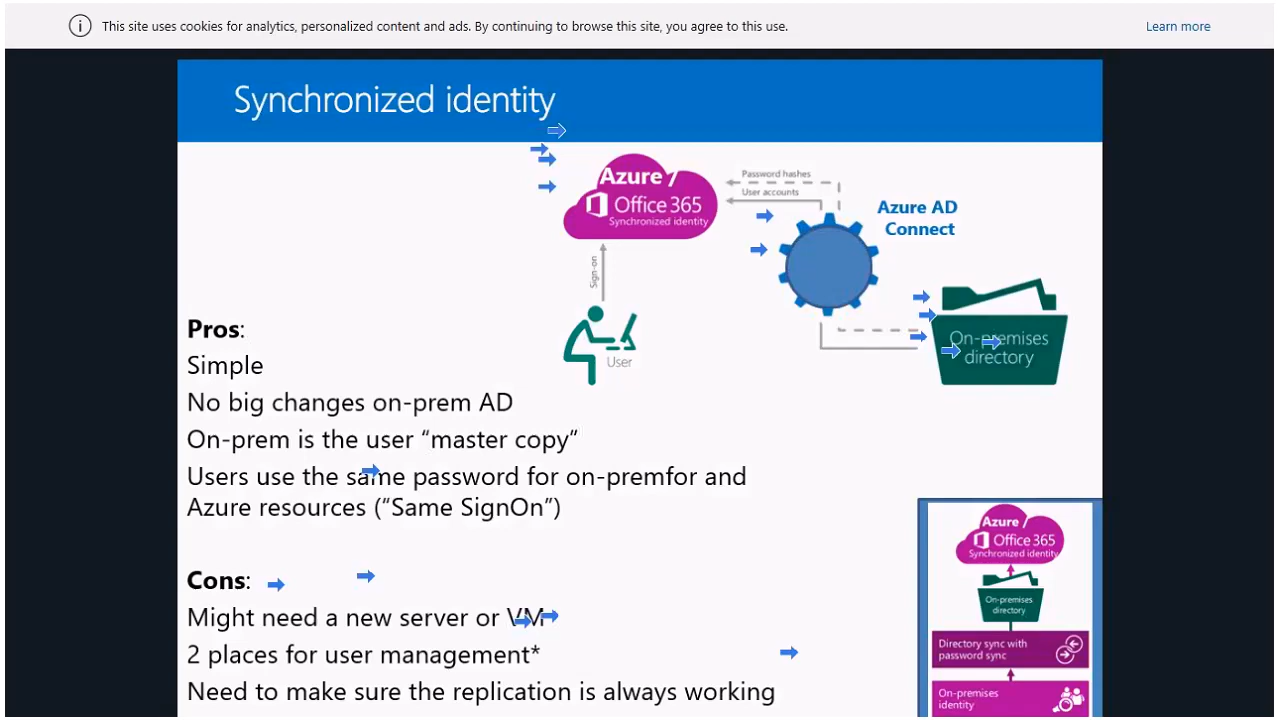 This site uses cookies for analytics, personalized content and ads. By continuing to browse this site, you agree to this use.
Learn more
Synchronized identity
Azure /
Office 365
Synchronized identity
Password hashes
User accounts
Azure AD
Connect
Sign-on
User
On-premises
directory
Pros:
Simple
No big changes on-prem AD
On-prem is the user “master copy”
Users use the same password for on-premfor and
Azure resources (“Same SignOn”)
Cons:
Might need a new server or VM
2 places for user management*
Need to make sure the replication is always working
Azure /
Office 365
Synchronized identity
On-premises
directory
Directory sync with
password sync
On-premises
identity